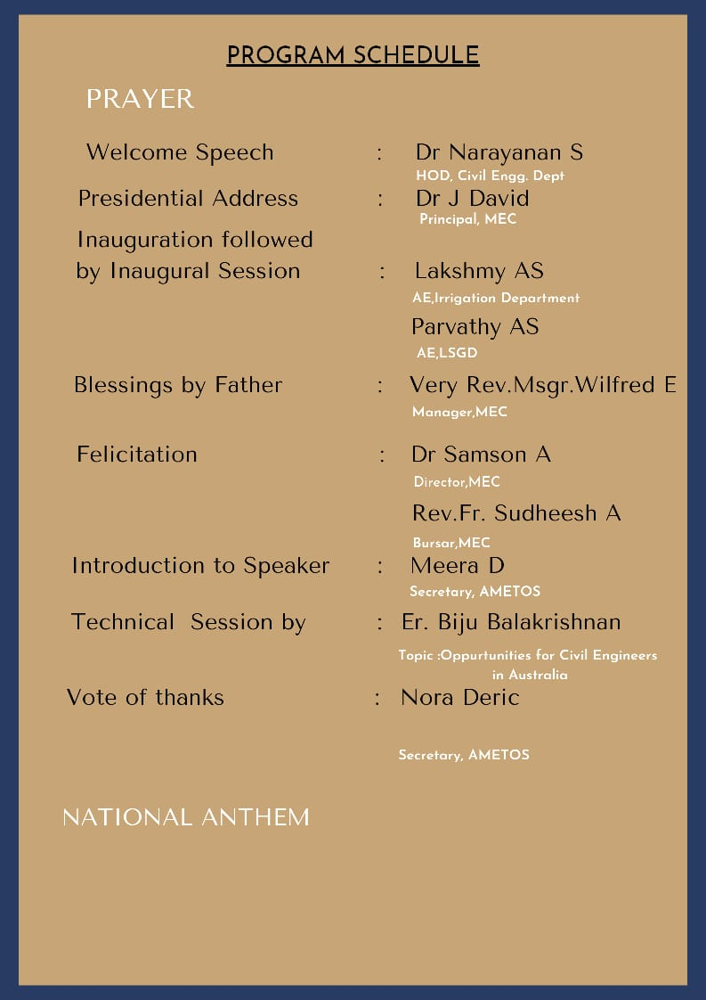 PROGRAM SCHEDULE
PRAYER
Welcome Speech : Dr Narayanan S
HOD, Civil Engg. Dept
Presidential Address : Dr J David
Principal, MEC
Inauguration followed
by Inaugural Session : Lakshmy AS
AE,Irrigation Department
Parvathy AS
AE,LSGD
Blessings by Father : Very Rev.Msgr.Wilfred E
Manager,MEC
Felicitation : Dr Samson A
Director,MEC
Rev.Fr. Sudheesh A
Bursar,MEC
Introduction to Speaker : Meera D
Secretary, AMETOS
Technical Session by : Er. Biju Balakrishnan
Topic :Oppurtunities for Civil Engineers
in Australia
Vote of thanks : Nora Deric
Secretary, AMETOS
NATIONAL ANTHEM